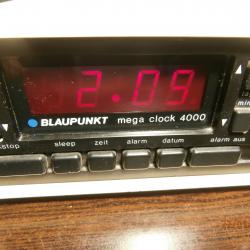 2.09
BLAUPUNKT mega clock 4000
stop sleep zeit alarm datum alarm aus
min